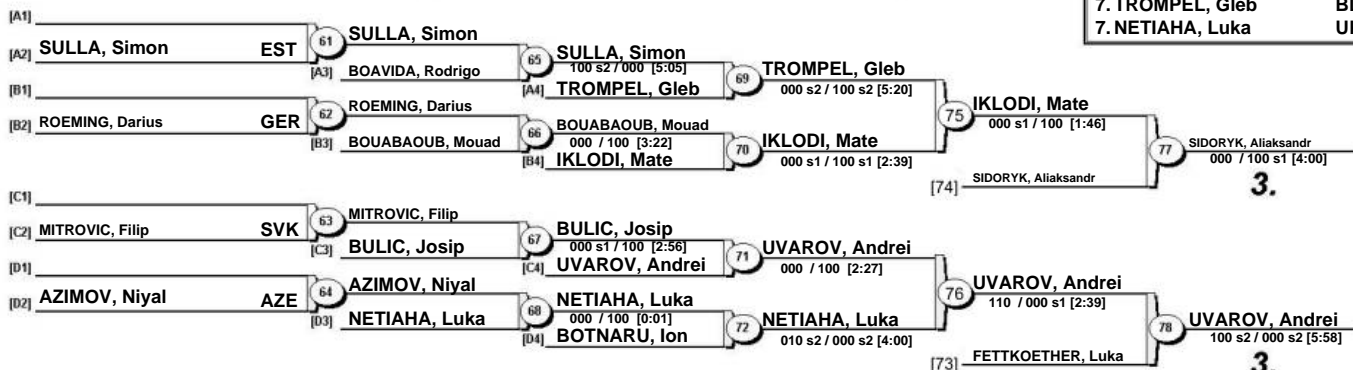 7. TROMPEL, Gleb
7. NETIAHA, Luka
[A1]
[A2] SULLA, Simon EST
61
SULLA, Simon
[A3] BOAVIDA, Rodrigo
65
SULLA, Simon
100 s2 / 000 [5:05]
[A4] TROMPEL, Gleb
69
TROMPEL, Gleb
000 s2 / 100 s2 [5:20]
[B1]
[B2] ROEMING, Darius GER
62
ROEMING, Darius
[B3] BOUABAOUB, Mouad
66
BOUABAOUB, Mouad
000 / 100 [3:22]
[B4] IKLODI, Mate
70
IKLODI, Mate
000 s1 / 100 s1 [2:39]
75
IKLODI, Mate
000 s1 / 100 [1:46]
[74] SIDORYK, Aliaksandr
77
SIDORYK, Aliaksandr
000 / 100 s1 [4:00]
3.
[C1]
[C2] MITROVIC, Filip SVK
63
MITROVIC, Filip
[C3] BULIC, Josip
67
BULIC, Josip
000 s1 / 100 [2:56]
[C4] UVAROV, Andrei
71
UVAROV, Andrei
000 / 100 [2:27]
[D1]
[D2] AZIMOV, Niyal AZE
64
AZIMOV, Niyal
[D3] NETIAHA, Luka
68
NETIAHA, Luka
000 / 100 [0:01]
[D4] BOTNARU, Ion
72
NETIAHA, Luka
010 s2 / 000 s2 [4:00]
76
UVAROV, Andrei
110 / 000 s1 [2:39]
[73] FETTKOETHER, Luka
78
UVAROV, Andrei
100 s2 / 000 s2 [5:58]
3.